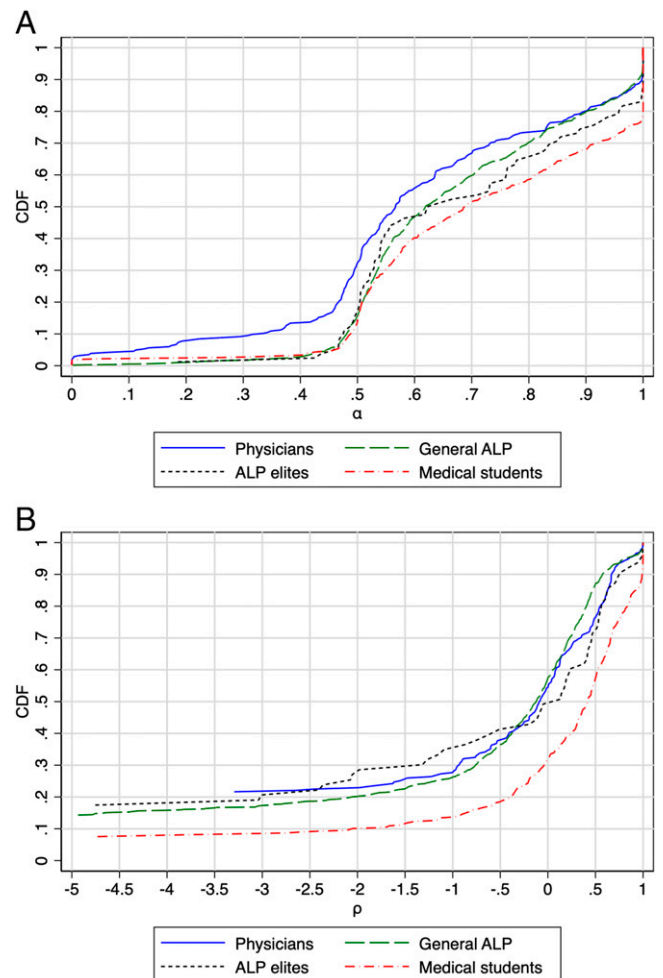 A
CDF
1
.9
.8
.7
.6
.5
.4
.3
.2
.1
0
0 .1 .2 .3 .4 .5 .6 .7 .8 .9 1
α
Physicians General ALP
ALP elites Medical students
B
CDF
1
.9
.8
.7
.6
.5
.4
.3
.2
.1
0
-5 -4.5 -4 -3.5 -3 -2.5 -2 -1.5 -1 -.5 0 .5 1
ρ
Physicians General ALP
ALP elites Medical students